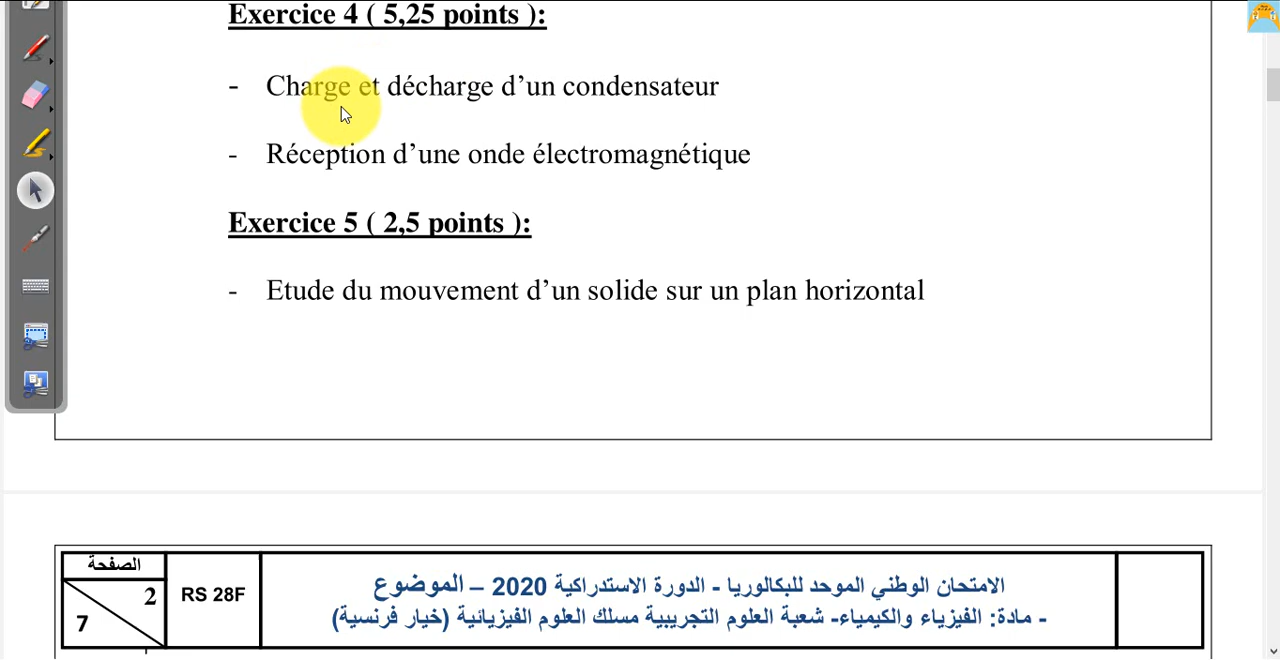 Exercice 4 ( 5,25 points ):
- Charge et décharge d’un condensateur
- Réception d’une onde électromagnétique
Exercice 5 ( 2,5 points ):
- Etude du mouvement d’un solide sur un plan horizontal
الصفحة
2
7
RS 28F
الامتحان الوطني الموحد للبكالوريا - الدورة الاستدراكية 2020 – الموضوع
- مادة: الفيزياء والكيمياء- شعبة العلوم التجريبية مسلك العلوم الفيزيائية (خيار فرنسية)